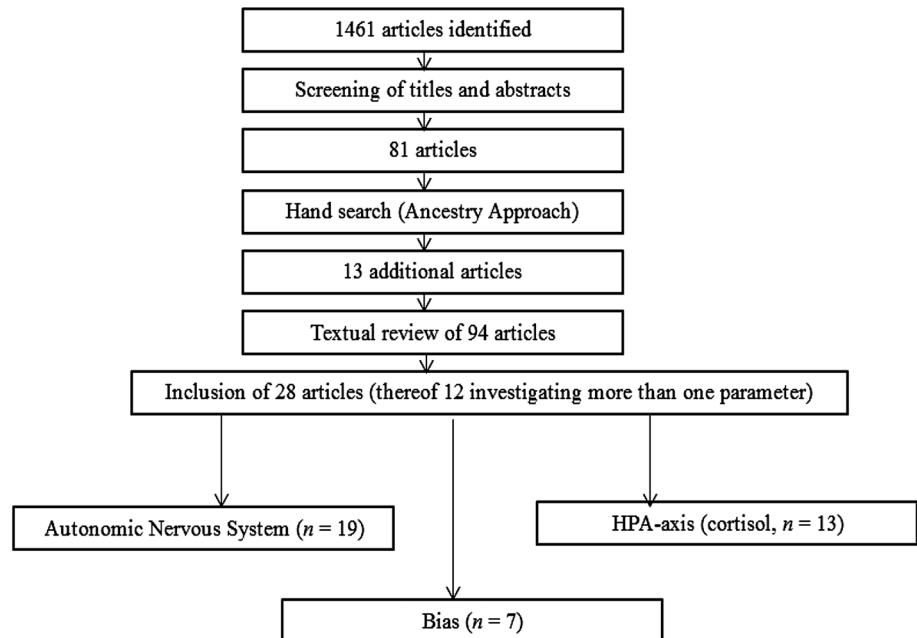 1461 articles identified
Screening of titles and abstracts
81 articles
Hand search (Ancestry Approach)
13 additional articles
Textual review of 94 articles
Inclusion of 28 articles (thereof 12 investigating more than one parameter)
Autonomic Nervous System (n = 19)
HPA-axis (cortisol, n = 13)
Bias (n = 7)